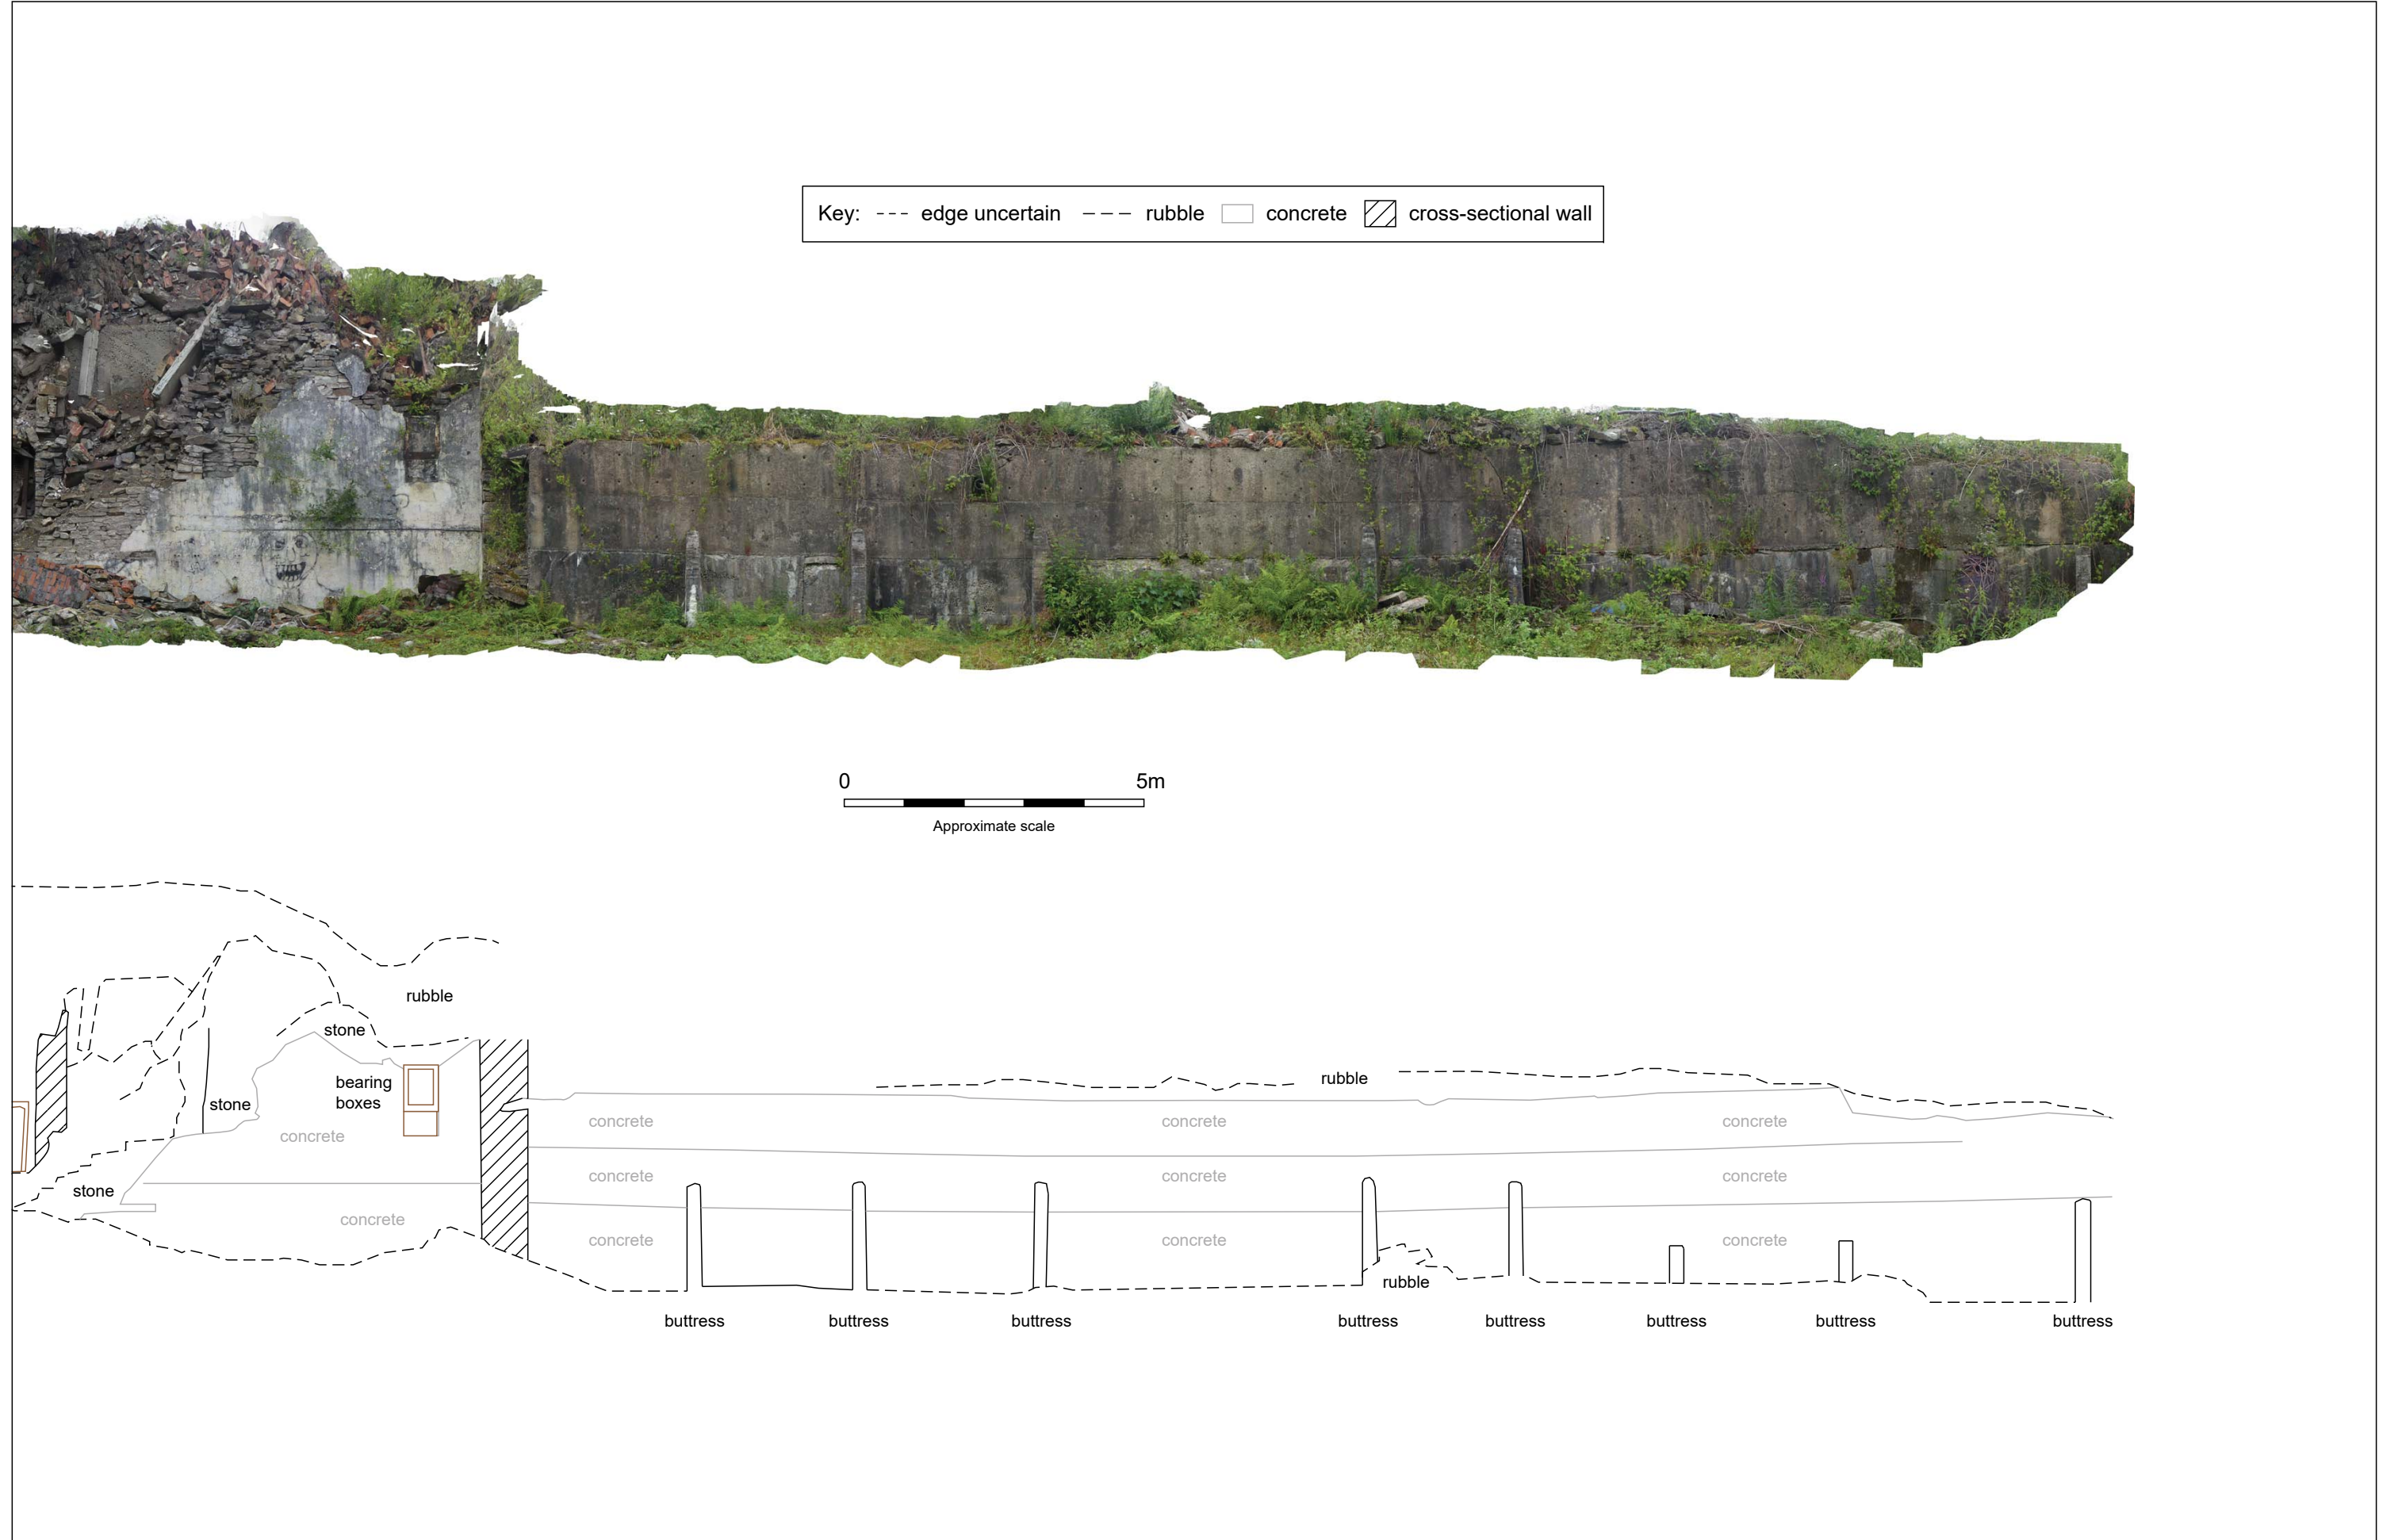 Key: edge uncertain rubble concrete cross-sectional wall
0 5m
Approximate scale
rubble
stone
bearing
boxes
stone
concrete
stone
concrete
rubble
concrete concrete concrete
concrete concrete concrete
concrete concrete concrete
rubble
buttress buttress buttress buttress buttress buttress buttress buttress